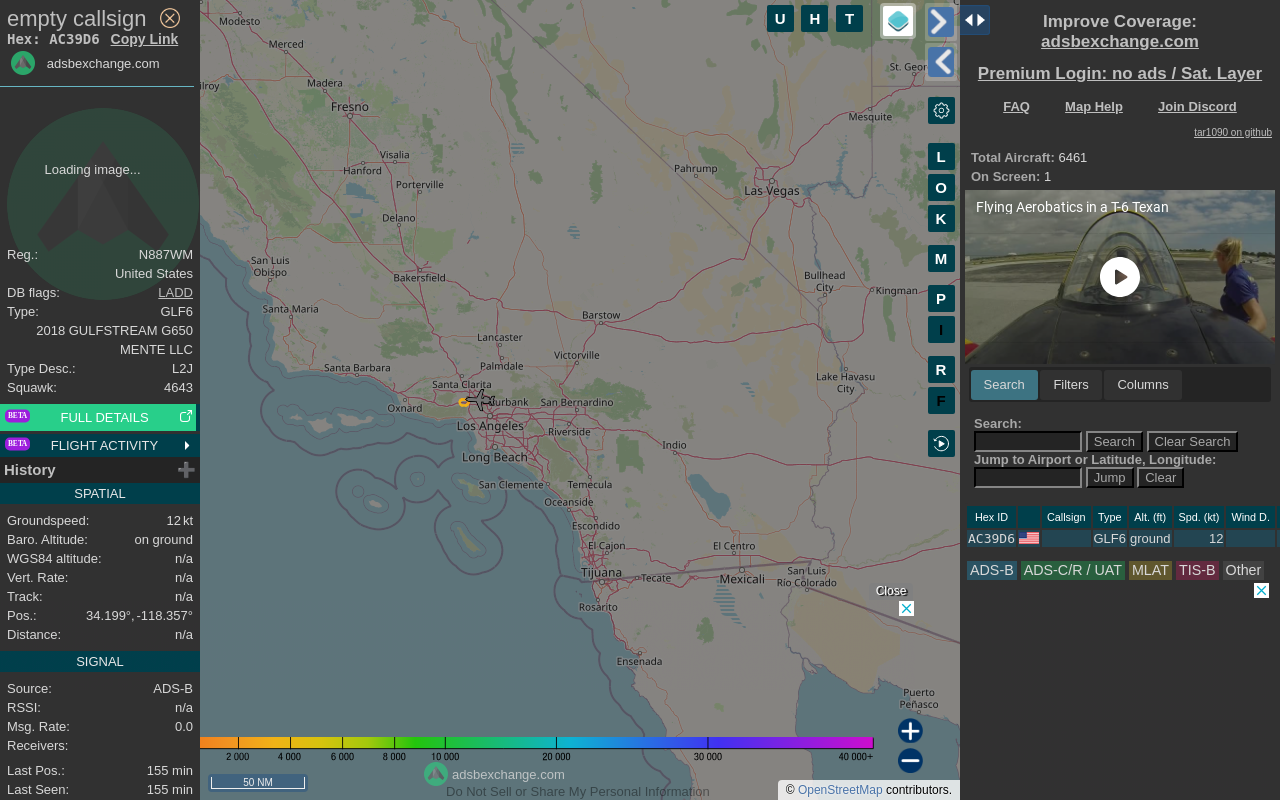 empty callsign
Hex: AC39D6 Copy Link
adsbexchange.com
Loading image...
Reg.: N887WM
United States
DB flags: LADD
Type: GLF6
2018 GULFSTREAM G650
MENTE LLC
Type Desc.: L2J
Squawk: 4643
BETA FULL DETAILS
BETA FLIGHT ACTIVITY
History
SPATIAL
Groundspeed: 12 kt
Baro. Altitude: on ground
WGS84 altitude: n/a
Vert. Rate: n/a
Track: n/a
Pos.: 34.199°, -118.357°
Distance: n/a
SIGNAL
Source: ADS-B
RSSI: n/a
Msg. Rate: 0.0
Receivers:
Last Pos.: 155 min
Last Seen: 155 min
Modesto
Merced
ilroy
Madera
Fresno
Visalia
Hanford
Porterville
Delano
San Luis
Obispo
Bakersfield
Santa Maria
Barstow
Lancaster
Palmdale
Victorville
Santa Barbara
Santa Clarita
Oxnard
Burbank
San Bernardino
Los Angeles
Riverside
Long Beach
Indio
San Clemente
Temecula
Oceanside
Escondido
El Cajon
El Centro
Tijuana
Tecate
Mexicali
San Luis
Río Colorado
Rosarito
Ensenada
Puerto
Peñasco
St. Geor
Mesquite
Pahrump
Las Vegas
Bullhead
City
Kingman
Lake Havasu
City
U H T
L
O
K
M
P
I
R
F
Close
2 000 4 000 6 000 8 000 10 000 20 000 30 000 40 000+
50 NM
adsbexchange.com
Do Not Sell or Share My Personal Information
© OpenStreetMap contributors.
Improve Coverage:
adsbexchange.com
Premium Login: no ads / Sat. Layer
FAQ Map Help Join Discord
tar1090 on github
Total Aircraft: 6461
On Screen: 1
Flying Aerobatics in a T-6 Texan
Search Filters Columns
Search:
Search Clear Search
Jump to Airport or Latitude, Longitude:
Jump Clear
Hex ID Callsign Type Alt. (ft) Spd. (kt) Wind D.
AC39D6 GLF6 ground 12
ADS-B ADS-C/R / UAT MLAT TIS-B Other